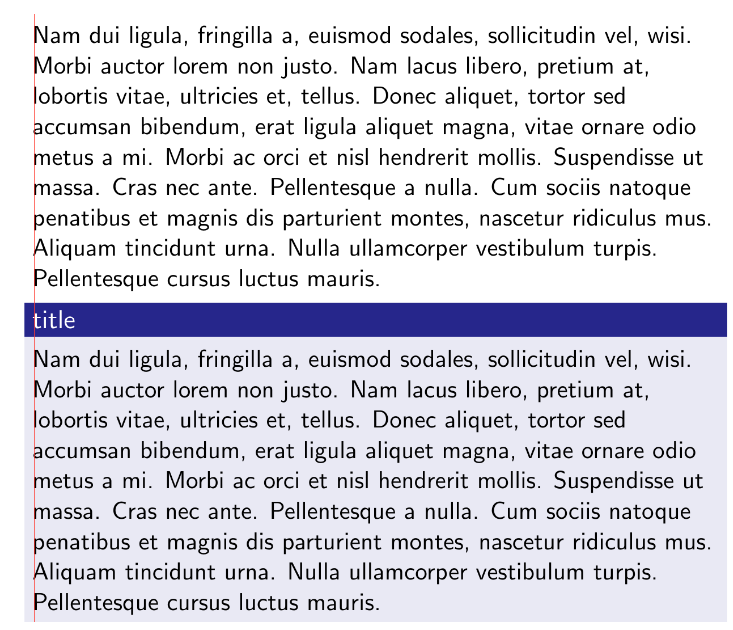 Nam dui ligula, fringilla a, euismod sodales, sollicitudin vel, wisi.
Morbi auctor lorem non justo. Nam lacus libero, pretium at,
lobortis vitae, ultricies et, tellus. Donec aliquet, tortor sed
accumsan bibendum, erat ligula aliquet magna, vitae ornare odio
metus a mi. Morbi ac orci et nisl hendrerit mollis. Suspendisse ut
massa. Cras nec ante. Pellentesque a nulla. Cum sociis natoque
penatibus et magnis dis parturient montes, nascetur ridiculus mus.
Aliquam tincidunt urna. Nulla ullamcorper vestibulum turpis.
Pellentesque cursus luctus mauris.
title
Nam dui ligula, fringilla a, euismod sodales, sollicitudin vel, wisi.
Morbi auctor lorem non justo. Nam lacus libero, pretium at,
lobortis vitae, ultricies et, tellus. Donec aliquet, tortor sed
accumsan bibendum, erat ligula aliquet magna, vitae ornare odio
metus a mi. Morbi ac orci et nisl hendrerit mollis. Suspendisse ut
massa. Cras nec ante. Pellentesque a nulla. Cum sociis natoque
penatibus et magnis dis parturient montes, nascetur ridiculus mus.
Aliquam tincidunt urna. Nulla ullamcorper vestibulum turpis.
Pellentesque cursus luctus mauris.